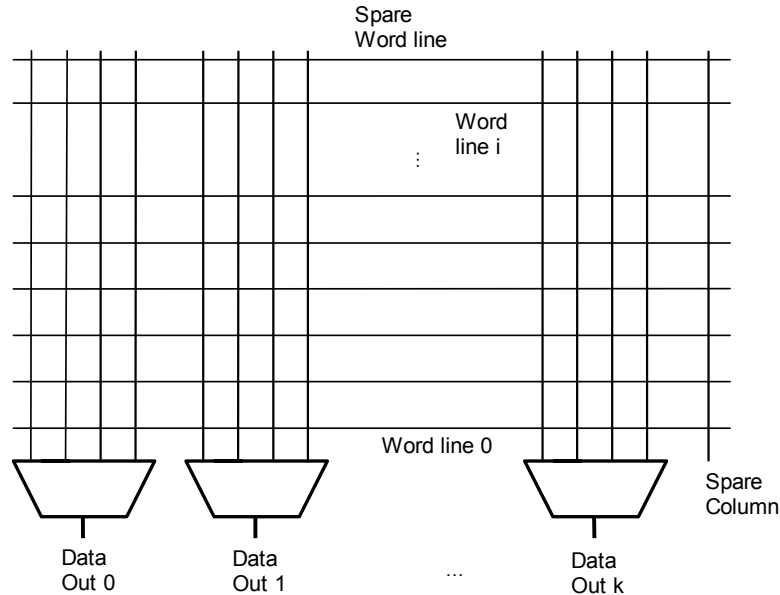 Spare
Word line
Word
line i
...
Word line 0
Spare
Column
Data
Out 0
Data
Out 1
...
Data
Out k